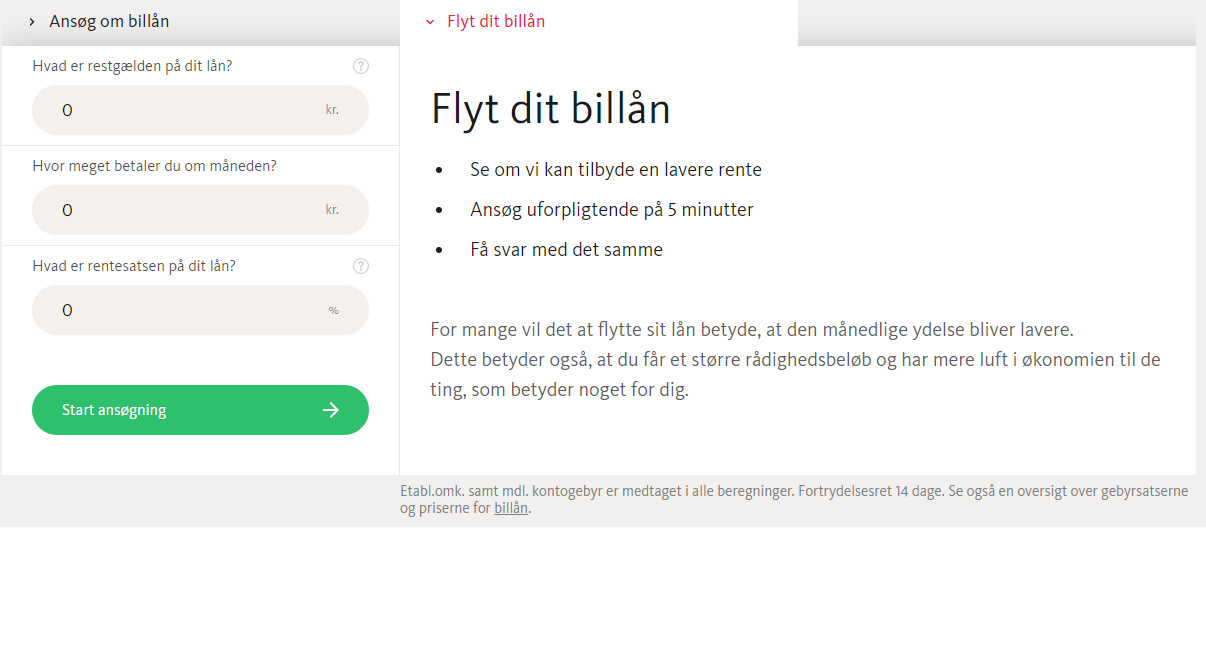 Ansøg om billån
Flyt dit billån
Hvad er restgælden på dit lån?
?
0
kr.
Hvor meget betaler du om måneden?
0
kr.
Hvad er rentesatsen på dit lån?
?
0
%
Start ansøgning
Flyt dit billån
• Se om vi kan tilbyde en lavere rente
• Ansøg uforpligtende på 5 minutter
• Få svar med det samme
For mange vil det at flytte sit lån betyde, at den månedlige ydelse bliver lavere.
Dette betyder også, at du får et større rådighedsbeløb og har mere luft i økonomien til de
ting, som betyder noget for dig.
Etabl.omk. samt mdl. kontogebyr er medtaget i alle beregninger. Fortrydelsesret 14 dage. Se også en oversigt over gebyrsatserne
og priserne for billån.